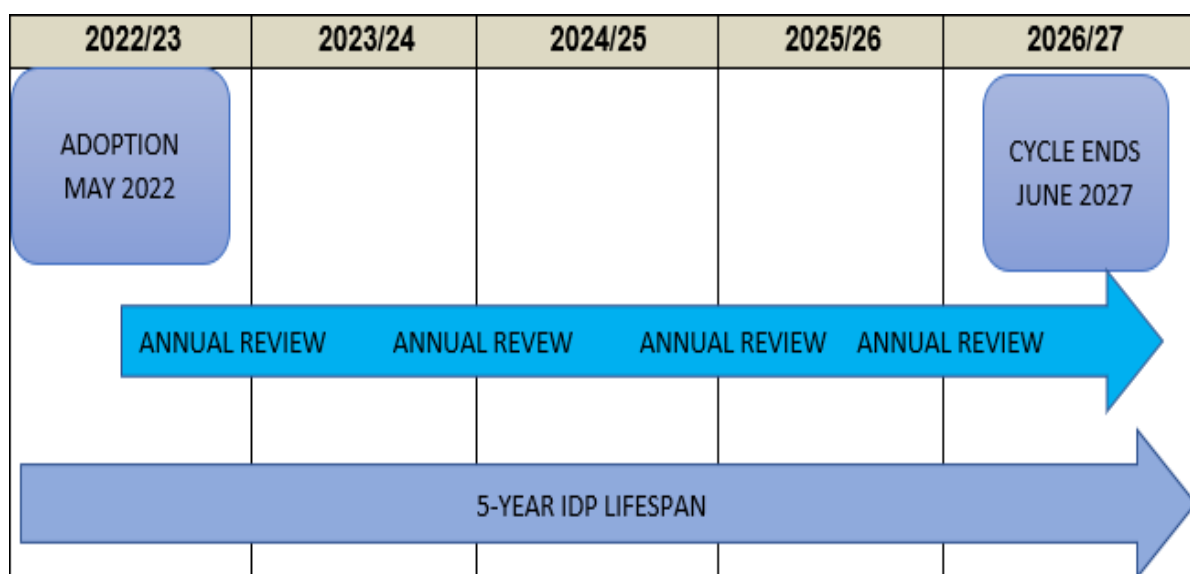 2022/23 2023/24 2024/25 2025/26 2026/27
ADOPTION
MAY 2022
CYCLE ENDS
JUNE 2027
ANNUAL REVIEW ANNUAL REVEW ANNUAL REVIEW ANNUAL REVIEW
5-YEAR IDP LIFESPAN